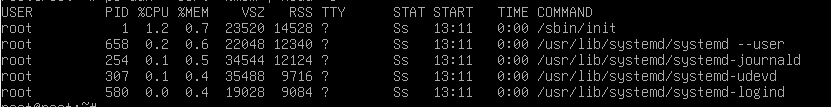 USER         PID %CPU %MEM    VSZ   RSS TTY      STAT START   TIME COMMAND
root           1  1.2  0.7  23520 14528 ?        Ss   13:11   0:00 /sbin/init
root         658  0.2  0.6  22048 12340 ?        Ss   13:11   0:00 /usr/lib/systemd/systemd --user
root         254  0.1  0.5  34544 12124 ?        Ss   13:11   0:00 /usr/lib/systemd/systemd-journald
root         307  0.1  0.4  35488  9716 ?        Ss   13:11   0:00 /usr/lib/systemd/systemd-udevd
root         580  0.0  0.4  19028  9084 ?        Ss   13:11   0:00 /usr/lib/systemd/systemd-logind